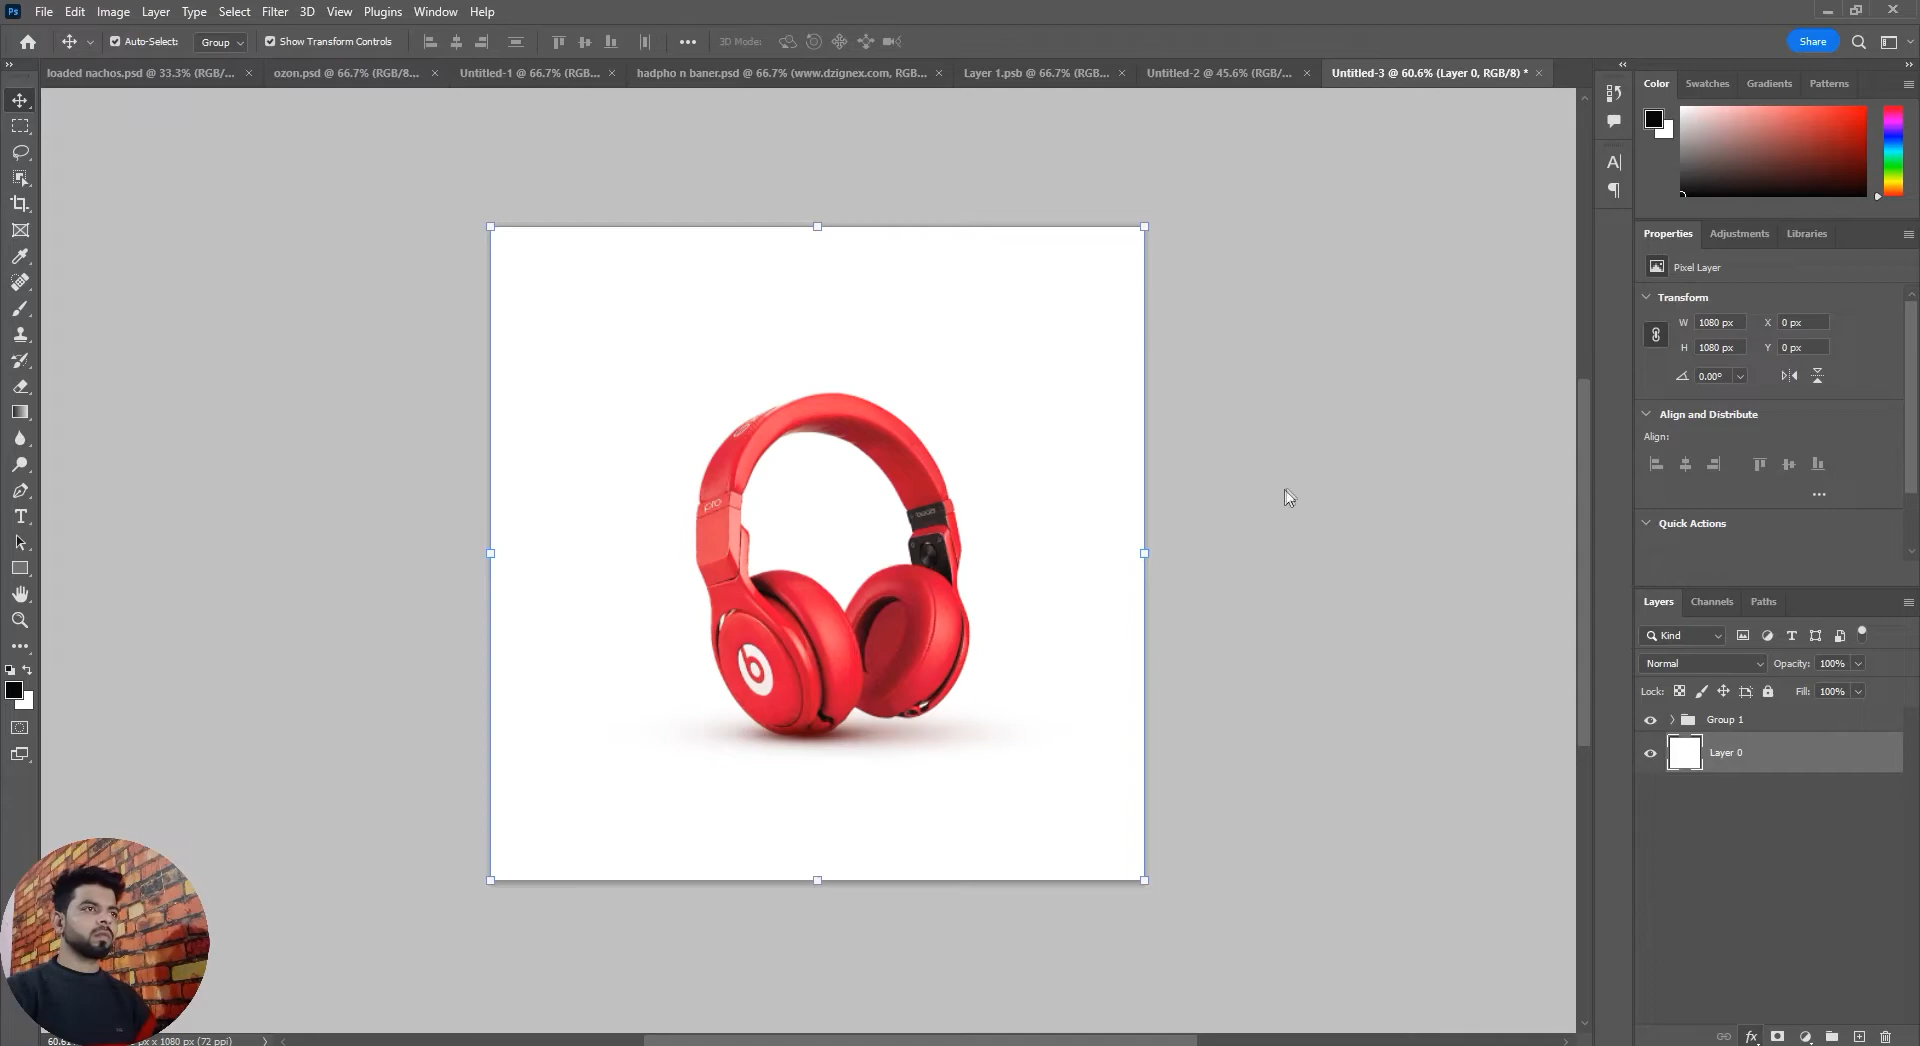 Ps File Edit Image Layer Type Select Filter 3D View Plugins Window Help
Auto-Select: Group Show Transform Controls 3D Mode: Share
loaded nachos.psd @ 33.3% (RGB/... × ozon.psd @ 66.7% (RGB/8... × Untitled-1 @ 66.7% (RGB... × hadpho n baner.psd @ 66.7% (www.dzignex.com, RGB... × Layer 1.psb @ 66.7% (RGB... × Untitled-2 @ 45.6% (RGB/... × Untitled-3 @ 60.6% (Layer 0, RGB/8) * ×
Color Swatches Gradients Patterns
Properties Adjustments Libraries
Pixel Layer
Transform
W 1080 px X 0 px
H 1080 px Y 0 px
0.00°
Align and Distribute
Align:
Quick Actions
pro
b
Layers Channels Paths
Kind
Normal Opacity: 100%
Lock: Fill: 100%
Group 1
Layer 0
fx
px x 1080 px (72 ppi)